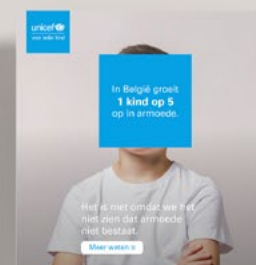 unicef
voor ieder kind
In België groeit
1 kind op 5
op in armoede.
Het is niet omdat we het
niet zien dat armoede
niet bestaat.
Meer weten »